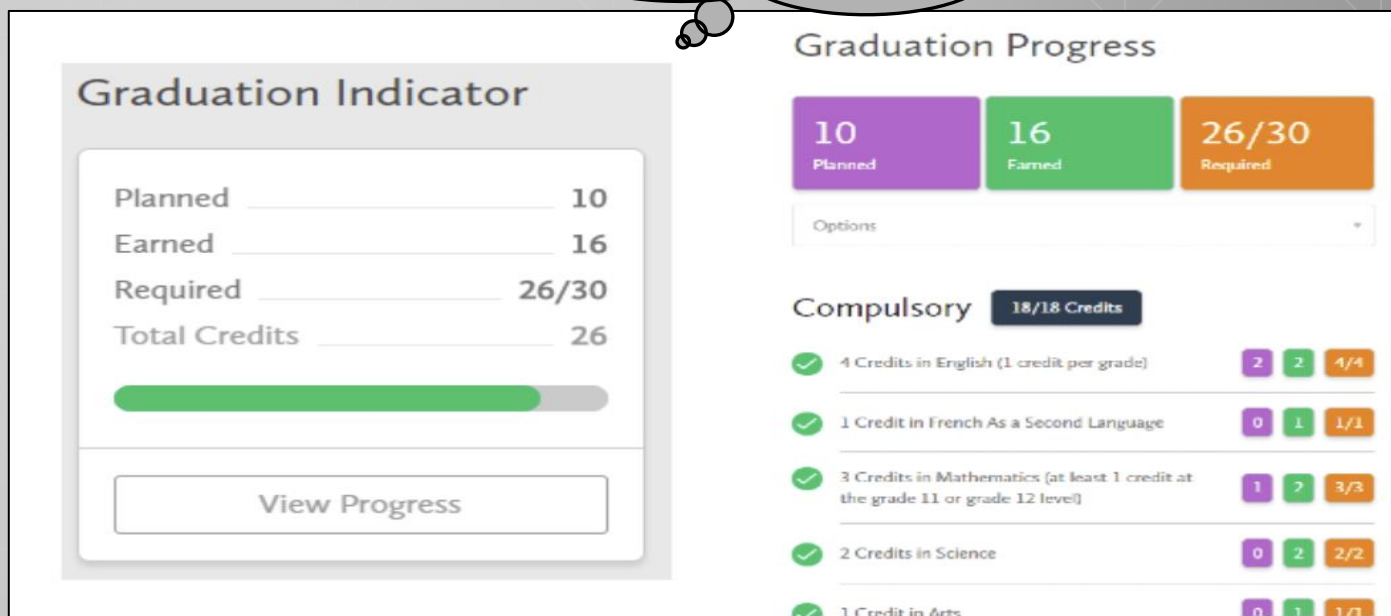 Graduation Indicator
Planned 10
Earned 16
Required 26/30
Total Credits 26
View Progress
Graduation Progress
10 16 26/30
Planned Earned Required
Options
Compulsory 18/18 Credits
4 Credits in English (1 credit per grade) 2 2 4/4
1 Credit in French As a Second Language 0 1 1/1
3 Credits in Mathematics (at least 1 credit at
the grade 11 or grade 12 level) 1 2 3/3
2 Credits in Science 0 2 2/2
1 Credit in Arts 0 1 1/1